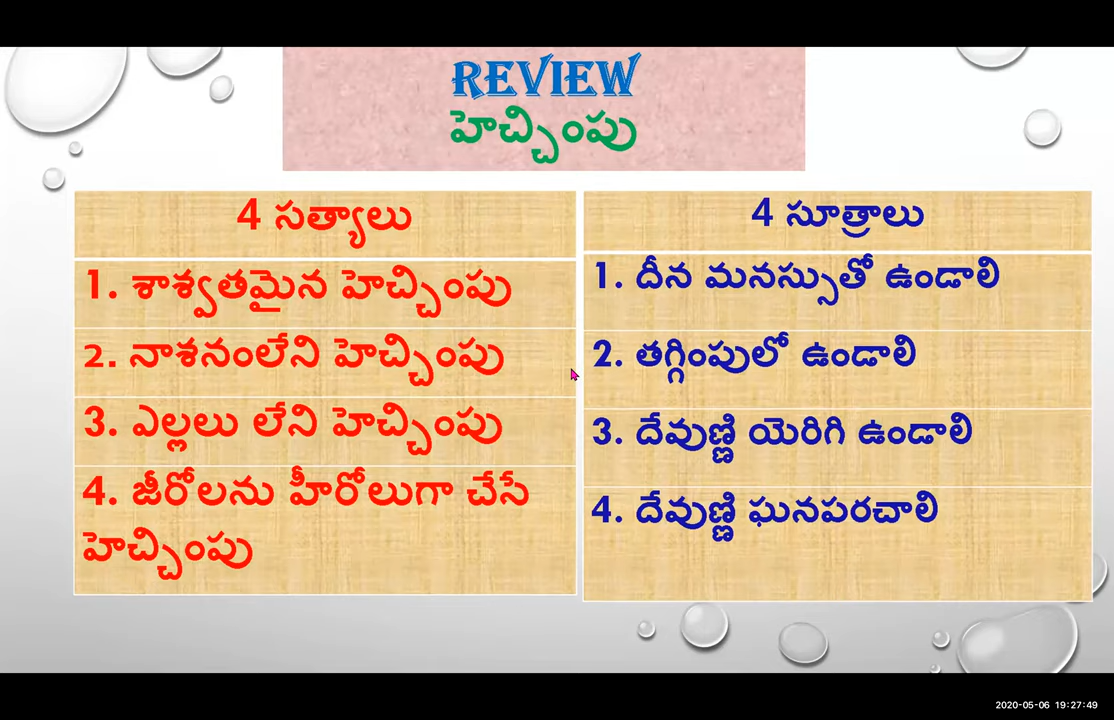 REVIEW
హెచ్చింపు
4 సత్యాలు
1. శాశ్వతమైన హెచ్చింపు
2. నాశనంలేని హెచ్చింపు
3. ఎల్లలు లేని హెచ్చింపు
4. జీరోలను హీరోలుగా చేసే
హెచ్చింపు
4 సూత్రాలు
1. దీన మనస్సుతో ఉండాలి
2. తగ్గింపులో ఉండాలి
3. దేవుణ్ణి యెరిగి ఉండాలి
4. దేవుణ్ణి ఘనపరచాలి
2020-05-06 19:27:49